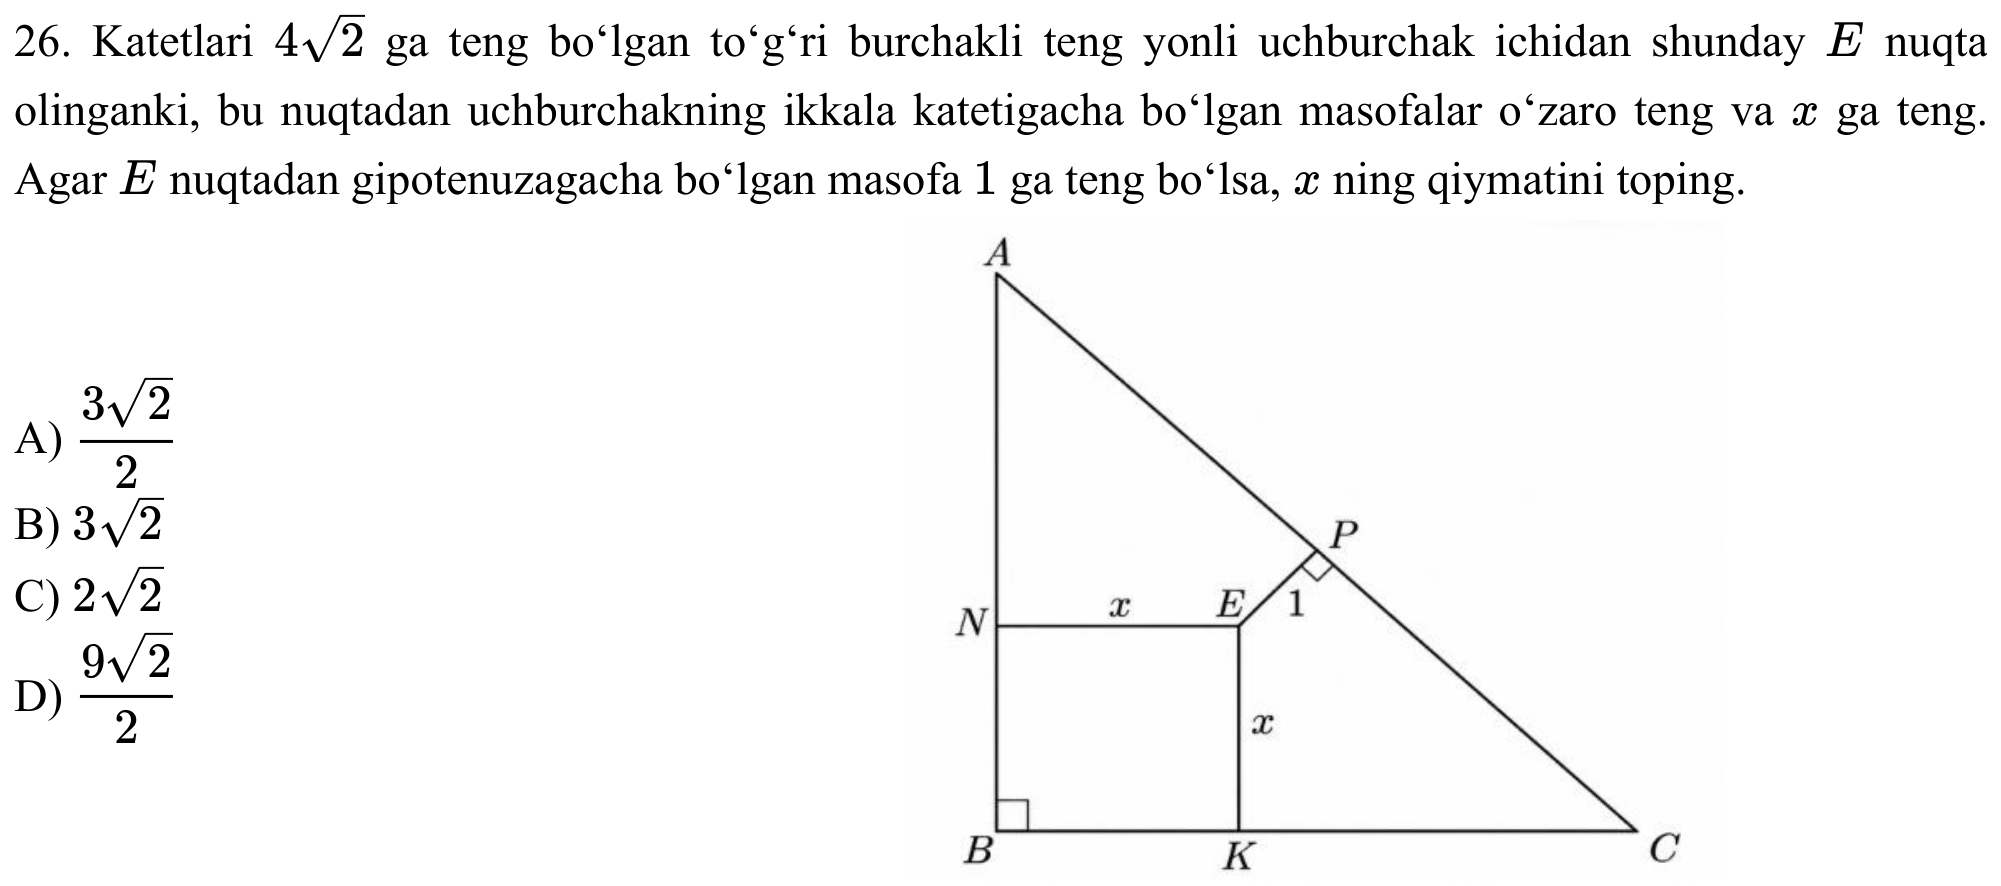 26. Katetlari 4√2 ga teng bo‘lgan to‘g‘ri burchakli teng yonli uchburchak ichidan shunday E nuqta
olinganki, bu nuqtadan uchburchakning ikkala katetigacha bo‘lgan masofalar o‘zaro teng va x ga teng.
Agar E nuqtadan gipotenuzagacha bo‘lgan masofa 1 ga teng bo‘lsa, x ning qiymatini toping.
A
P
N x E 1
x
B K C
A) 3√2/2
B) 3√2
C) 2√2
D) 9√2/2